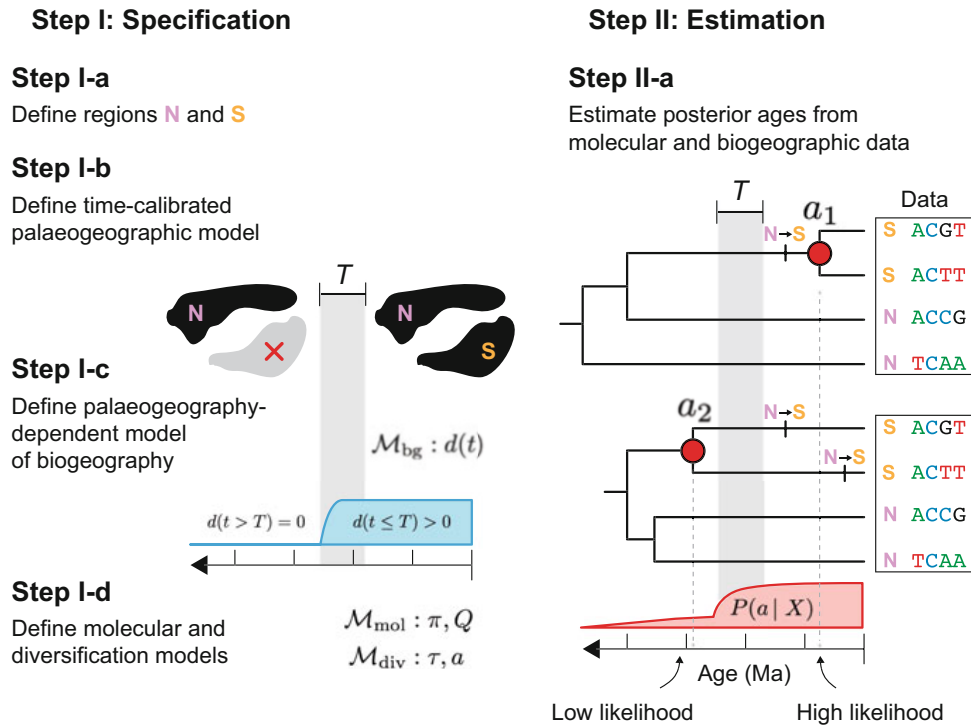 Step I: Specification
Step I-a
Define regions N and S
Step I-b
Define time-calibrated
palaeogeographic model
T
N
N
S
Step I-c
Define palaeogeography-
dependent model
of biogeography
M_bg : d(t)
d(t > T) = 0
d(t ≤ T) > 0
Step I-d
Define molecular and
diversification models
M_mol : π, Q
M_div : τ, a
Step II: Estimation
Step II-a
Estimate posterior ages from
molecular and biogeographic data
T
a₁
Data
N→S
S ACGT
S ACTT
N ACCG
N TCAA
a₂
N→S
N→S
S ACGT
S ACTT
N ACCG
N TCAA
P(a | X)
Age (Ma)
Low likelihood
High likelihood